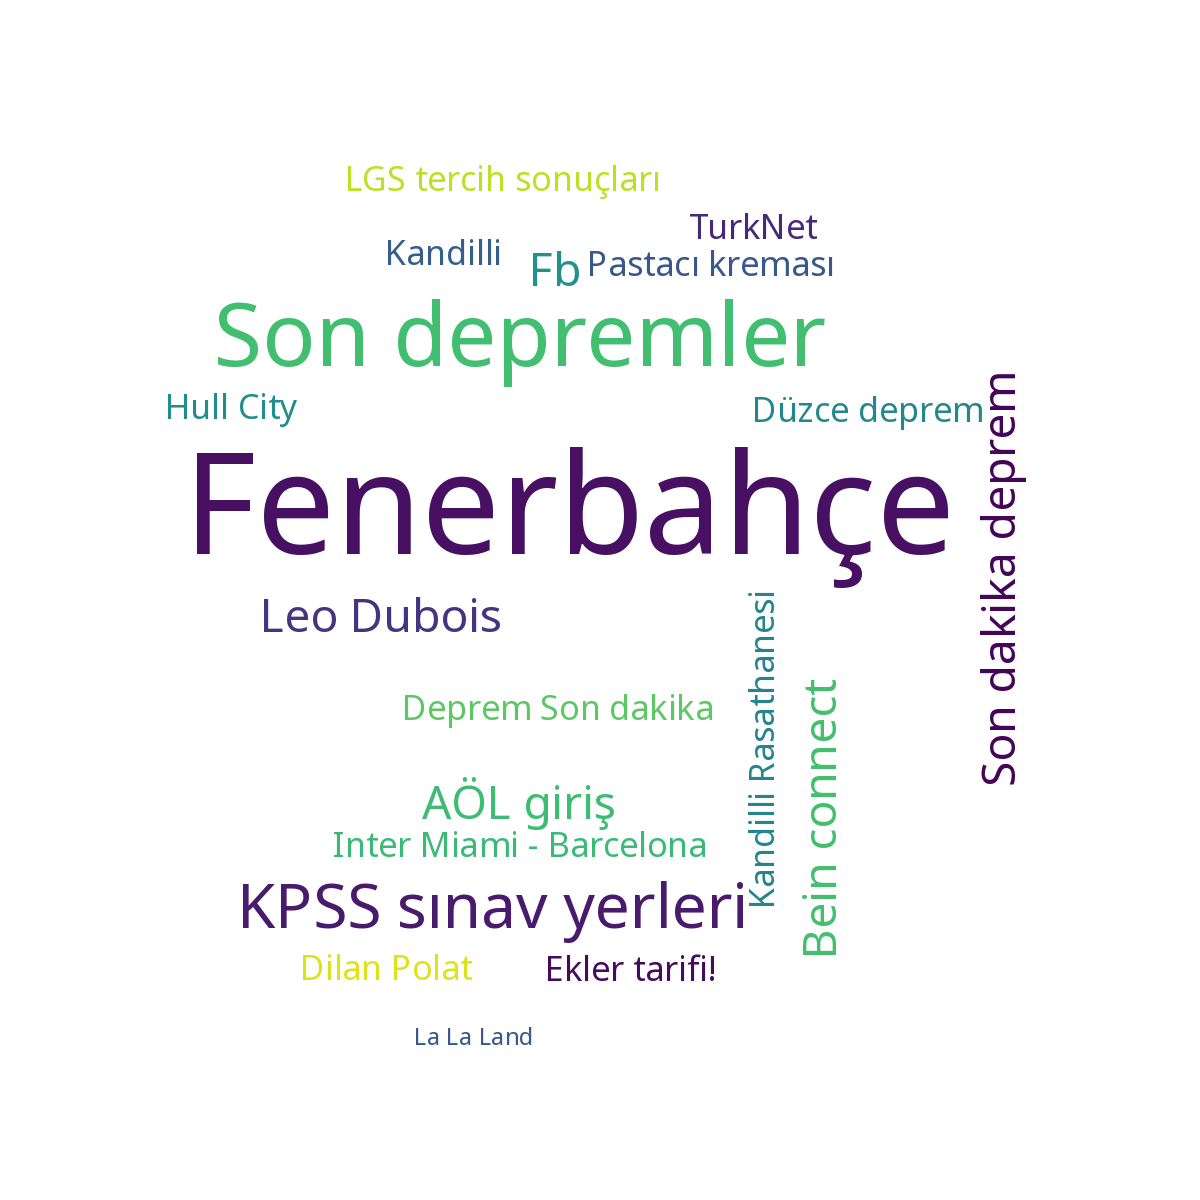 LGS tercih sonuçları
TurkNet
Kandilli
Fb
Pastacı kreması
Son depremler
Hull City
Düzce deprem
Son dakika deprem
Fenerbahçe
Leo Dubois
Kandilli Rasathanesi
Bein connect
Deprem Son dakika
AÖL giriş
Inter Miami - Barcelona
KPSS sınav yerleri
Dilan Polat
Ekler tarifi!
La La Land